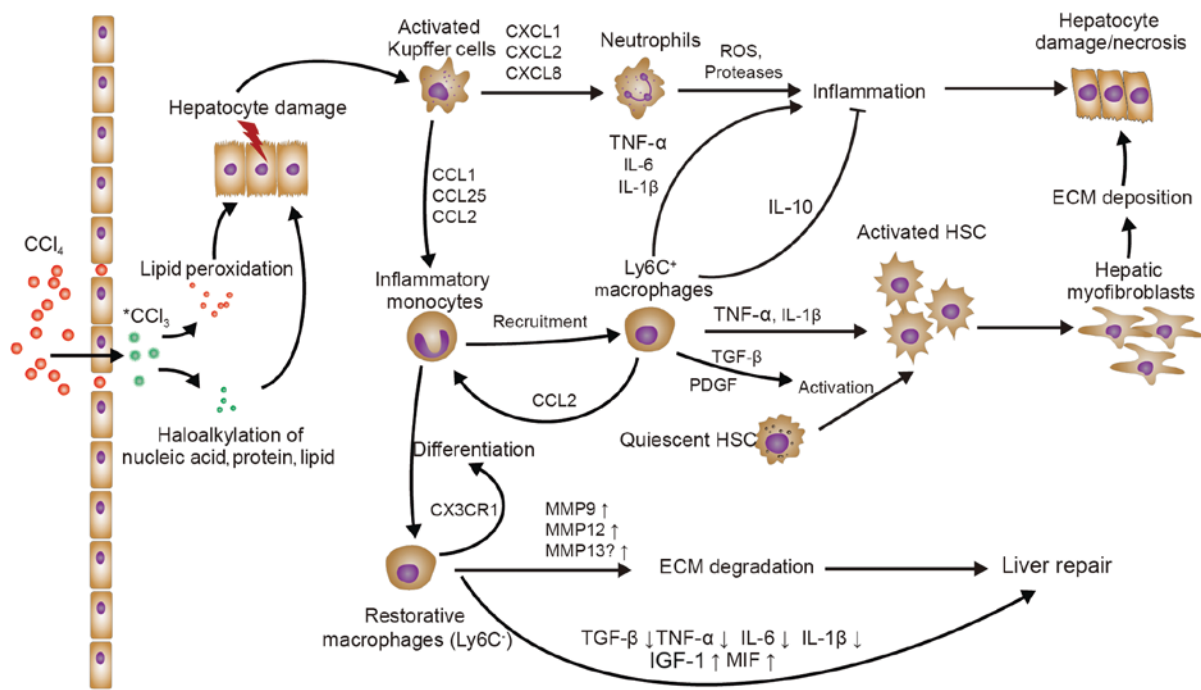 Activated
Kupffer cells
CXCL1
CXCL2
CXCL8
Neutrophils
ROS,
Proteases
Inflammation
Hepatocyte
damage/necrosis
Hepatocyte damage
TNF-α
IL-6
IL-1β
IL-10
CCL1
CCL25
CCL2
ECM deposition
Activated HSC
CCl₄
Lipid peroxidation
*CCl₃
Inflammatory
monocytes
Recruitment
Ly6C⁺
macrophages
TNF-α, IL-1β
Hepatic
myofibroblasts
TGF-β
PDGF
Activation
CCL2
Quiescent HSC
Haloalkylation of
nucleic acid, protein, lipid
Differentiation
CX3CR1
MMP9 ↑
MMP12 ↑
MMP13? ↑
ECM degradation
Liver repair
Restorative
macrophages (Ly6C⁻)
TGF-β ↓ TNF-α ↓ IL-6 ↓ IL-1β ↓
IGF-1 ↑ MIF ↑